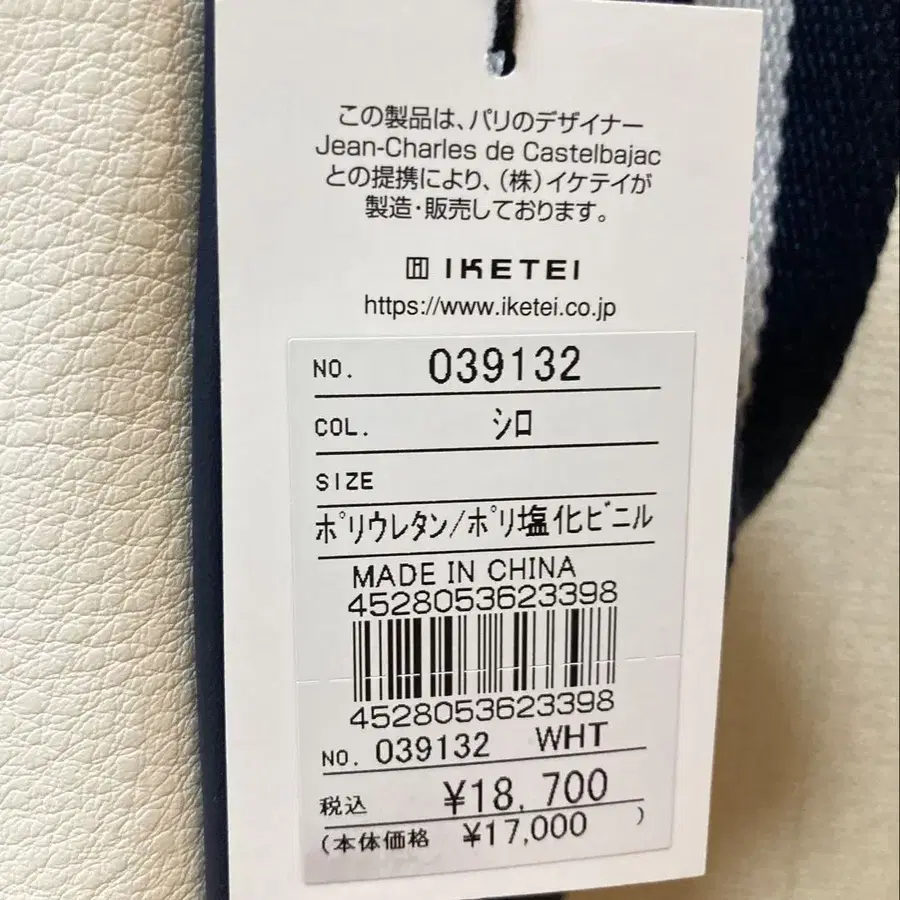 この製品は、パリのデザイナー
Jean-Charles de Castelbajac
との提携により、(株)イケテイが
製造・販売しております。
IKETEI
https://www.iketei.co.jp
NO. 039132
COL. シロ
SIZE
ポリウレタン/ポリ塩化ビニル
MADE IN CHINA
4528053623398
4528053623398
NO. 039132 WHT
税込 ¥18,700
(本体価格 ¥17,000 )